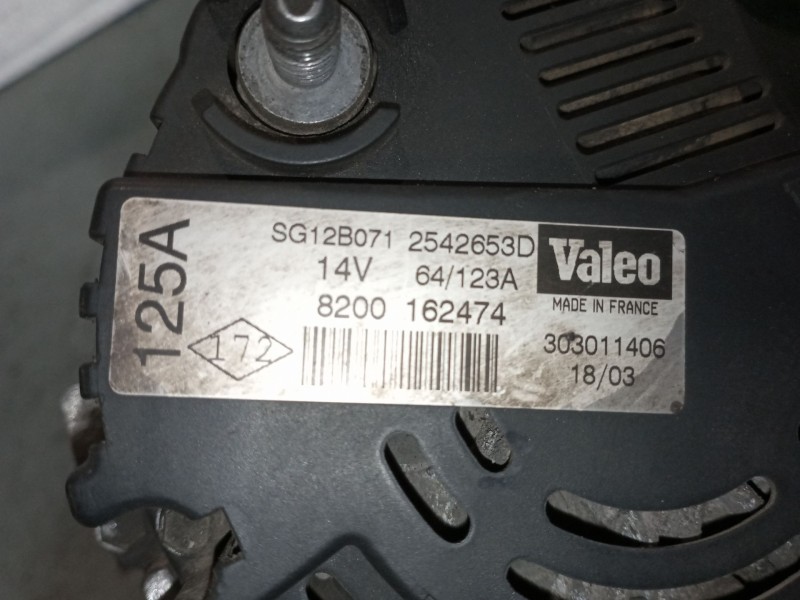 125A
SG12B071 2542653D
14V 64/123A
8200 162474
172
Valeo
MADE IN FRANCE
303011406
18/03